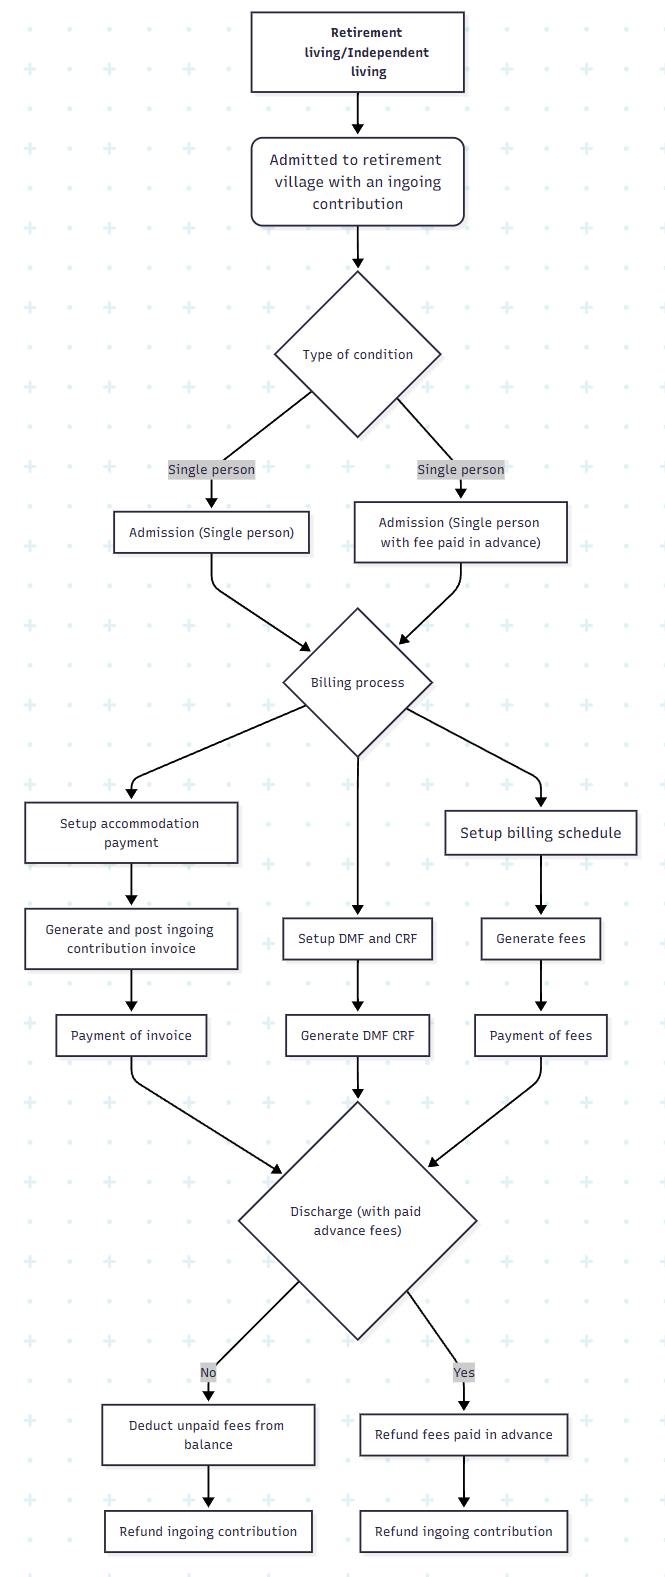 Retirement
living/Independent
living
Admitted to retirement
village with an ingoing
contribution
Type of condition
Single person
Single person
Admission (Single person)
Admission (Single person
with fee paid in advance)
Billing process
Setup accommodation
payment
Setup billing schedule
Generate and post ingoing
contribution invoice
Setup DMF and CRF
Generate fees
Payment of invoice
Generate DMF CRF
Payment of fees
Discharge (with paid
advance fees)
No
Yes
Deduct unpaid fees from
balance
Refund fees paid in advance
Refund ingoing contribution
Refund ingoing contribution